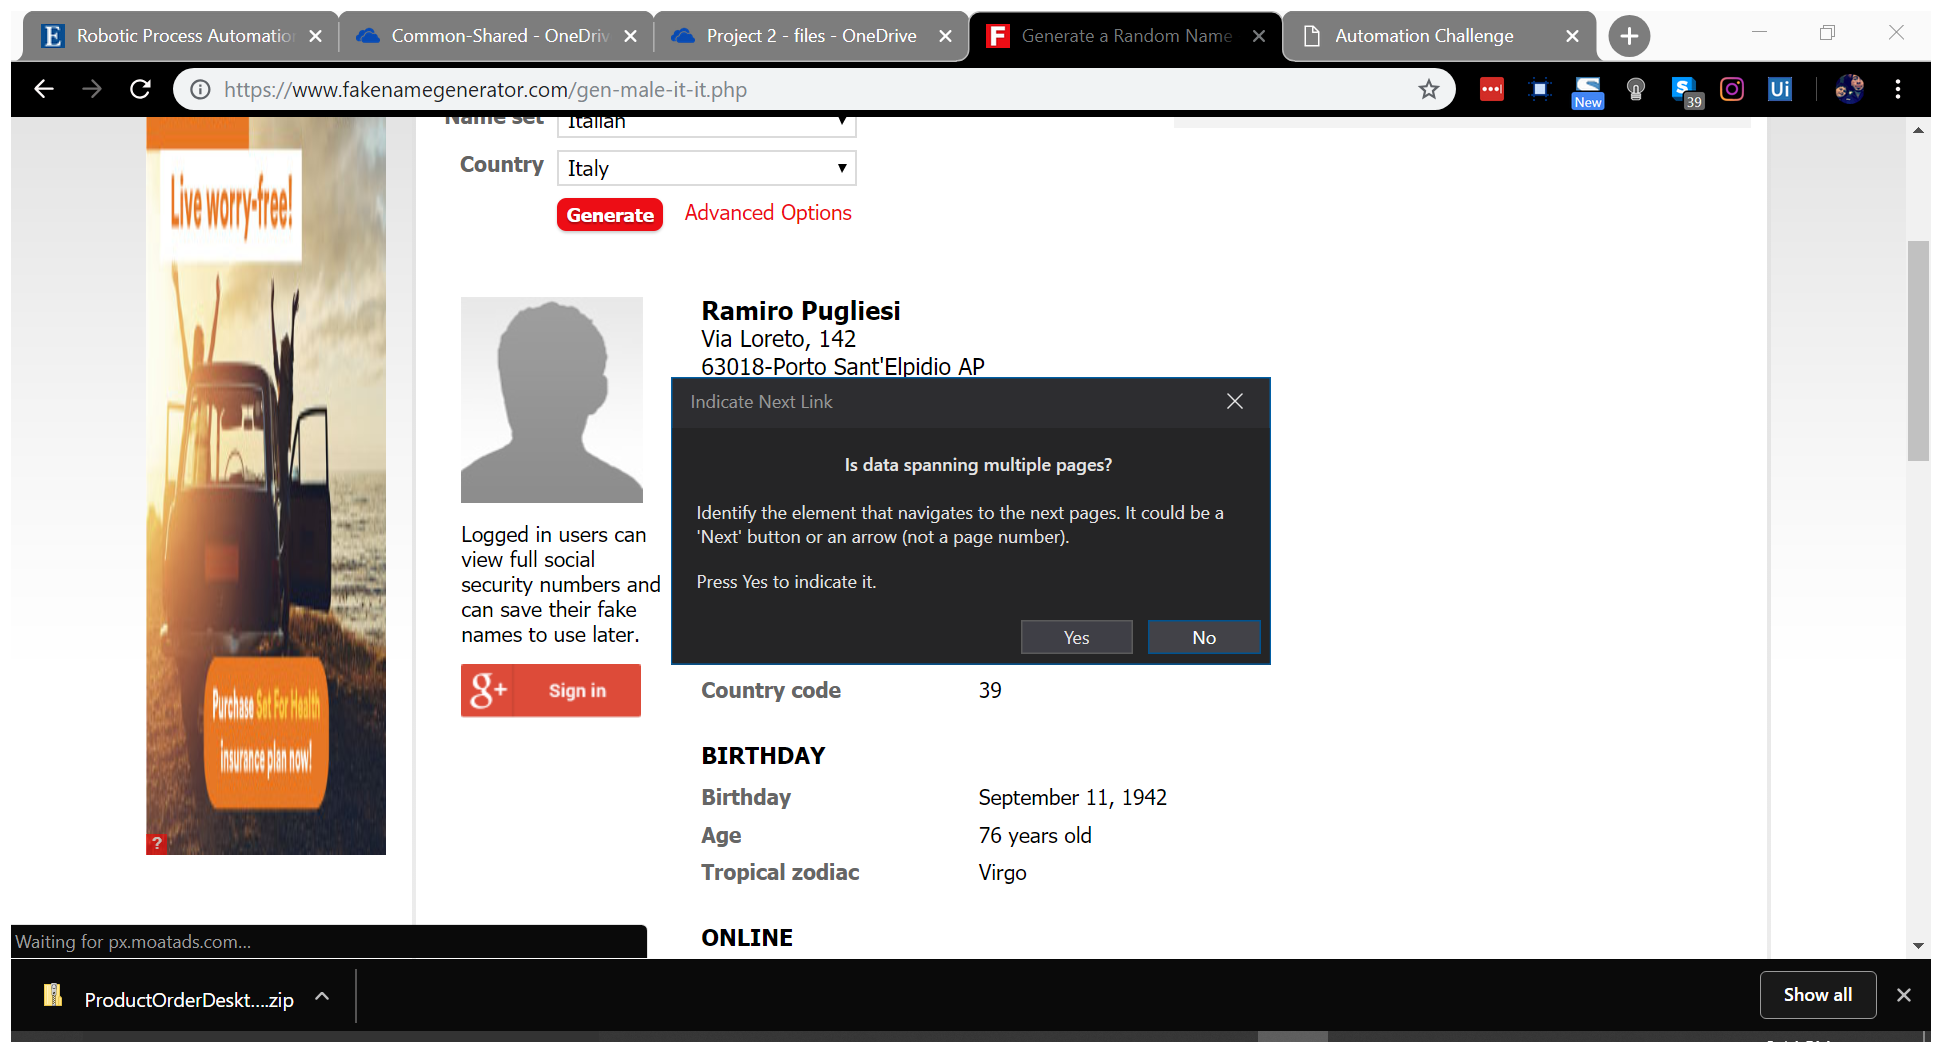 Robotic Process Automation
Common-Shared - OneDriv
Project 2 - files - OneDrive
Generate a Random Name
Automation Challenge
https://www.fakenamegenerator.com/gen-male-it-it.php
New
39
Ui
Name set
Italian
Country
Italy
Generate
Advanced Options
Live worry-free!
Ramiro Pugliesi
Via Loreto, 142
63018-Porto Sant'Elpidio AP
Indicate Next Link
Is data spanning multiple pages?
Identify the element that navigates to the next pages. It could be a
'Next' button or an arrow (not a page number).
Press Yes to indicate it.
Yes
No
Logged in users can
view full social
security numbers and
can save their fake
names to use later.
g+ Sign in
Purchase Set For Health
insurance plan now!
?
Country code
39
BIRTHDAY
Birthday
September 11, 1942
Age
76 years old
Tropical zodiac
Virgo
ONLINE
Waiting for px.moatads.com...
ProductOrderDeskt....zip
Show all